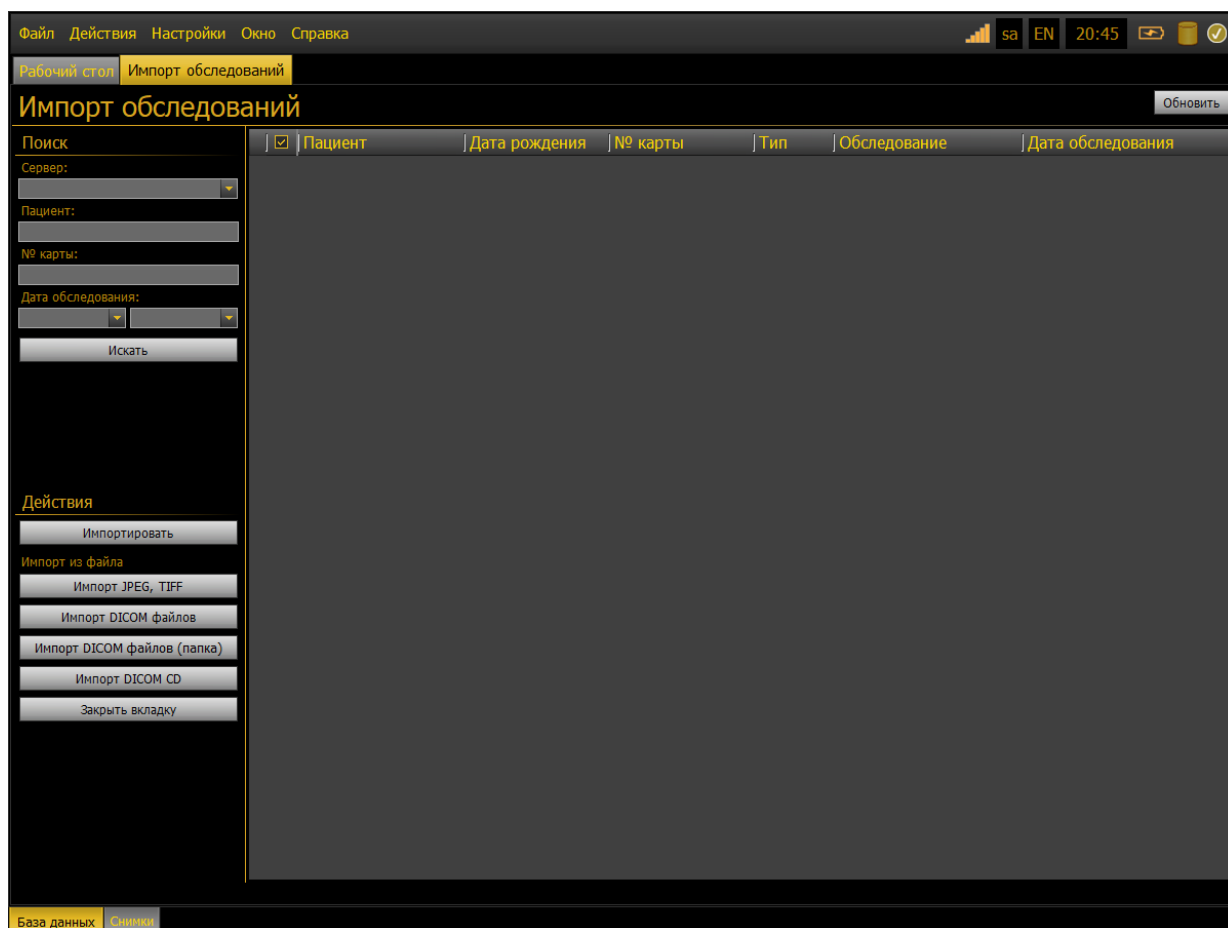 Файл Действия Настройки Окно Справка sa EN 20:45
Рабочий стол Импорт обследований
Импорт обследований Обновить
Поиск Пациент Дата рождения № карты Тип Обследование Дата обследования
Сервер:
Пациент:
№ карты:
Дата обследования:
Искать
Действия
Импортировать
Импорт из файла
Импорт JPEG, TIFF
Импорт DICOM файлов
Импорт DICOM файлов (папка)
Импорт DICOM CD
Закрыть вкладку
База данных Снимки